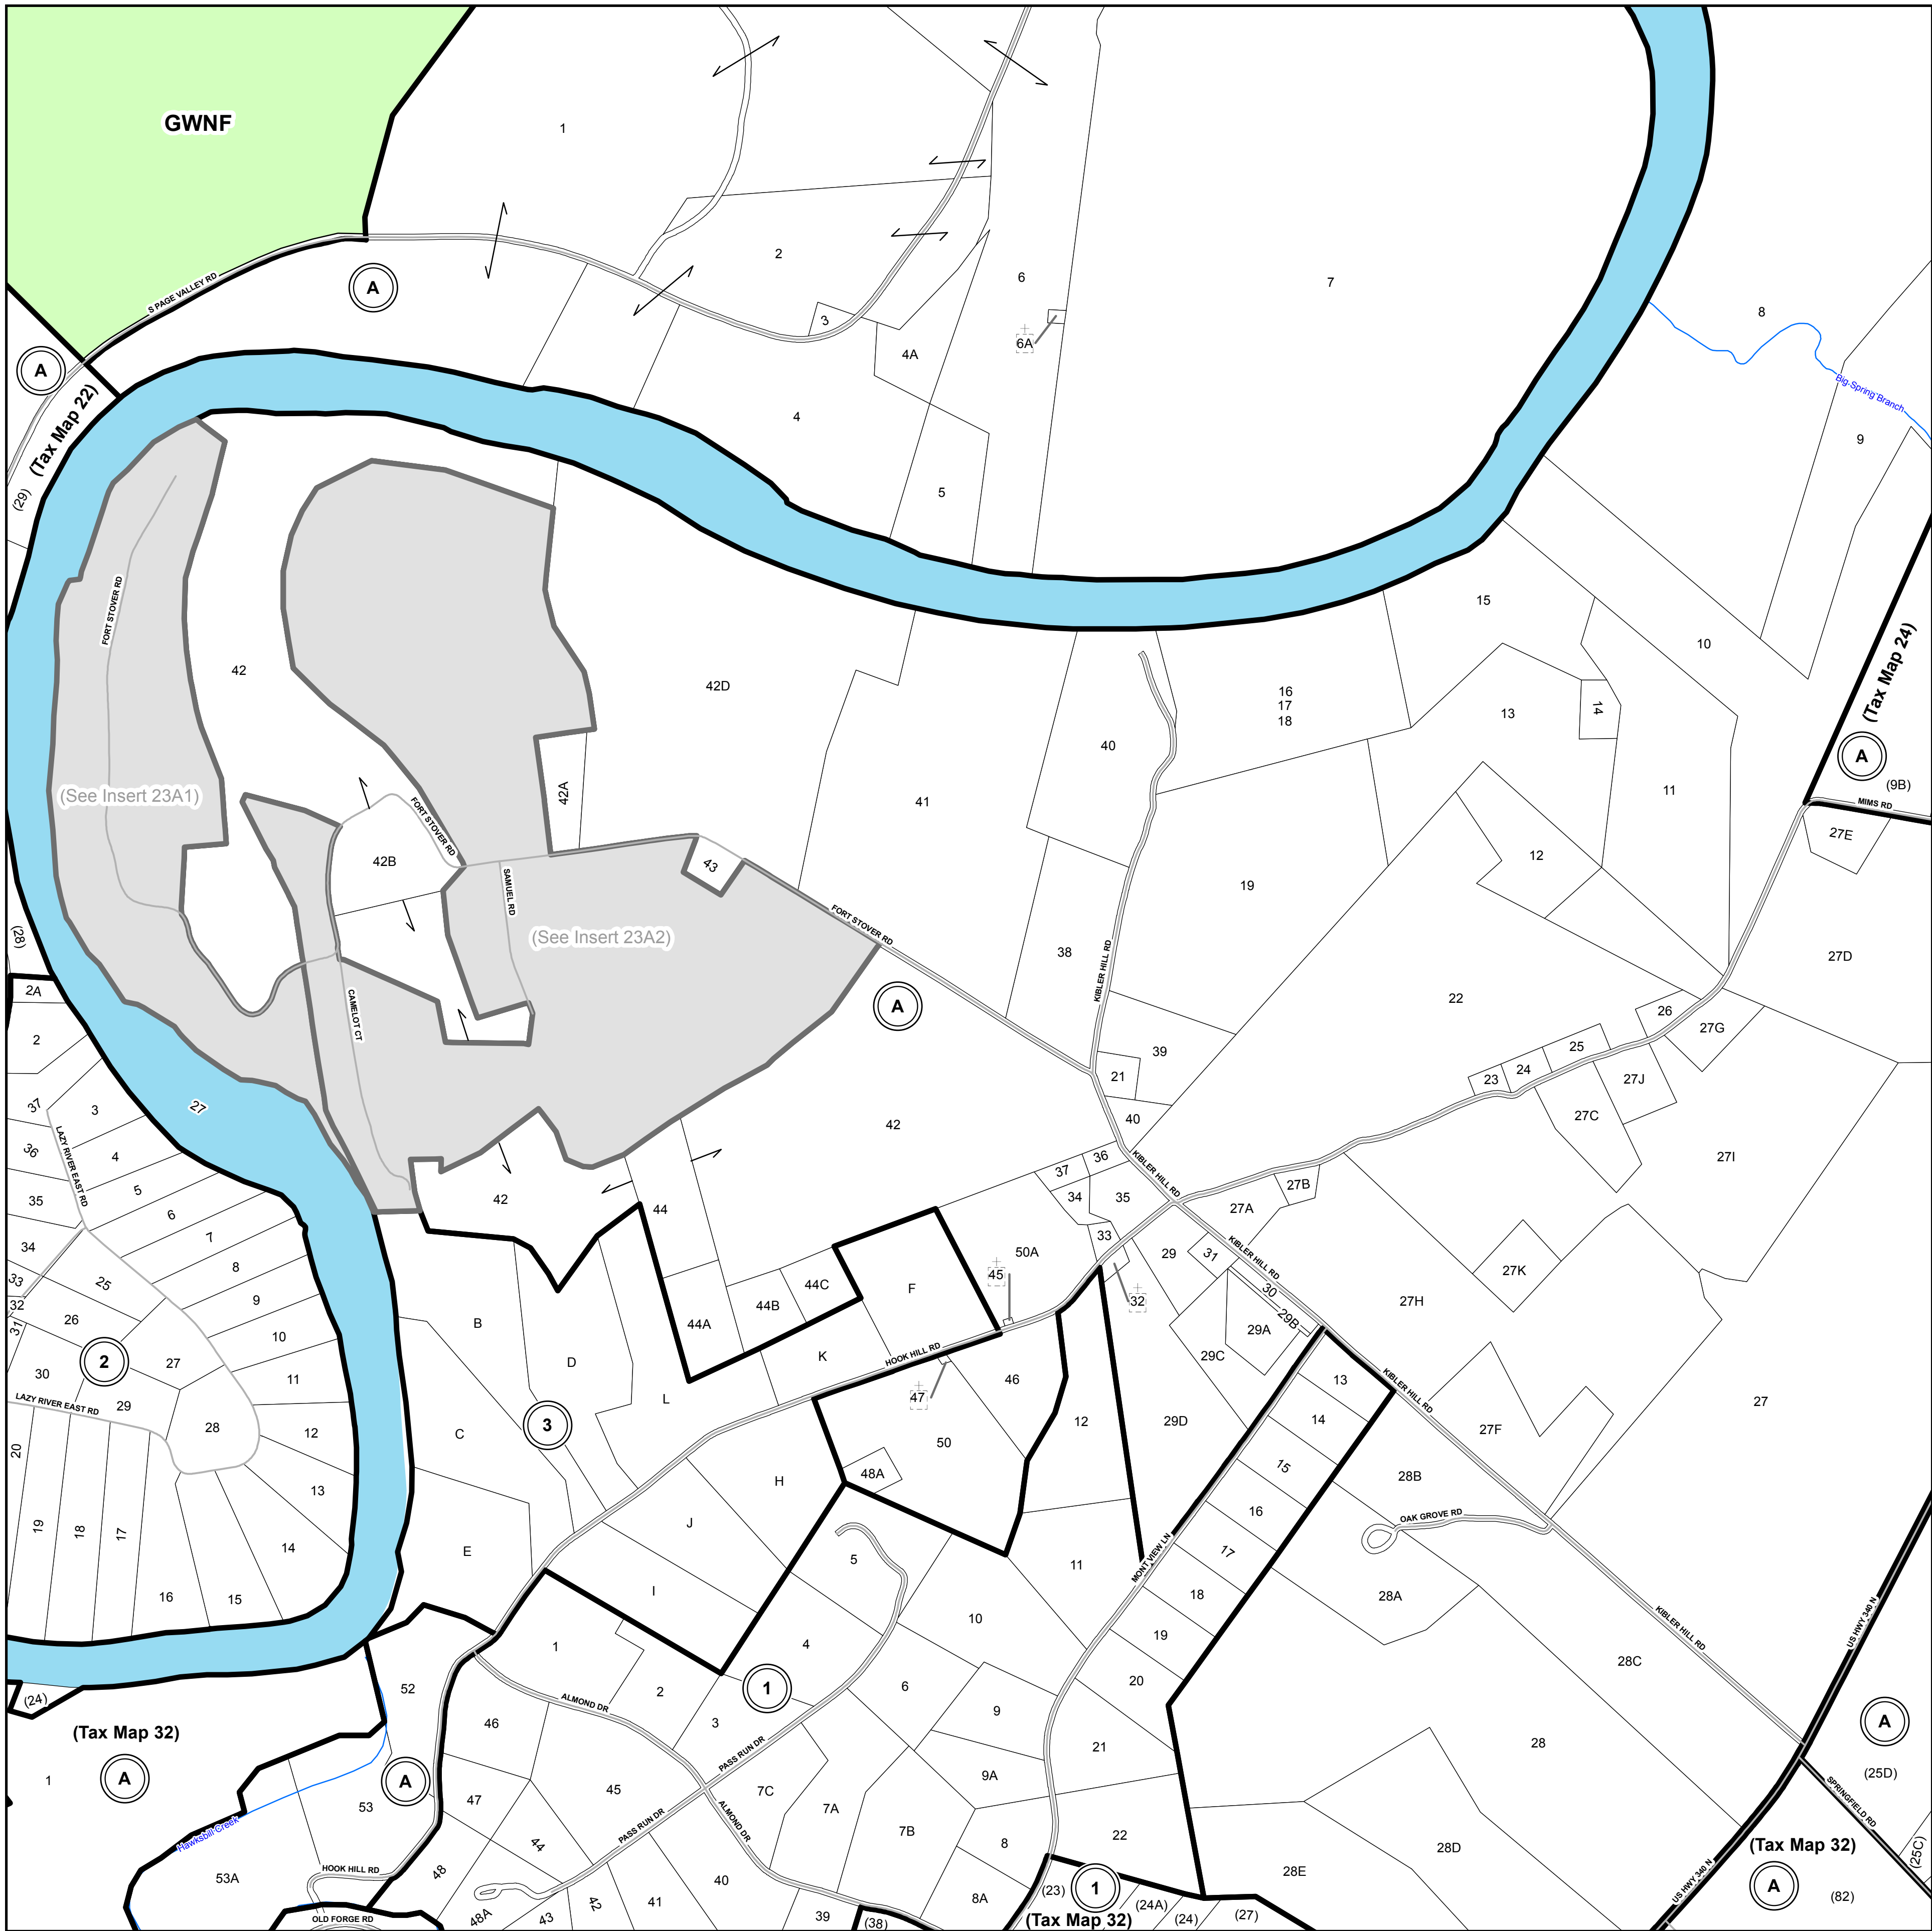 GWNF
1
2
3
4A
4
5
6
6A
7
8
9
Big Spring Branch
S PAGE VALLEY RD
A
A
(Tax Map 22)
(29)
(28)
FORT STOVER RD
42
42D
41
40
15
16
17
18
13
14
10
11
(Tax Map 24)
A
(9B)
MIMS RD
27E
(See Insert 23A1)
42A
42B
FORT STOVER RD
43
SAMUEL RD
(See Insert 23A2)
FORT STOVER RD
CAMELOT CT
A
38
KIBLER HILL RD
19
12
22
27D
39
21
40
26
27G
25
24
23
27J
27C
27I
42
42
44
37
36
34
35
33
KIBLER HILL RD
27A
27B
29
31
KIBLER HILL RD
30
29B
29A
29C
29D
27K
27H
27
27F
50A
45
32
F
44C
44B
44A
K
HOOK HILL RD
46
47
50
48A
12
2A
2
37
3
27
36
LAZY RIVER EAST RD
4
5
35
6
7
34
8
33
25
9
32
26
10
31
2
27
11
30
29
LAZY RIVER EAST RD
28
12
20
13
19
18
17
14
16
15
B
D
L
3
C
E
H
J
I
13
14
15
16
17
18
19
20
21
22
KIBLER HILL RD
28B
OAK GROVE RD
28A
28C
28
28D
28E
KIBLER HILL RD
US HWY 340 N
MONT VIEW LN
11
5
10
4
1
2
3
1
6
9
9A
7C
7A
7B
8
8A
ALMOND DR
PASS RUN DR
PASS RUN DR
ALMOND DR
52
46
47
45
44
53
A
48
53A
HOOK HILL RD
OLD FORGE RD
48A
43
42
41
40
39
(38)
(24)
(Tax Map 32)
1
A
Hawksbill Creek
(23)
1
(24A)
(24)
(27)
(Tax Map 32)
A
(25D)
SPRINGFIELD RD
(25C)
(Tax Map 32)
A
(82)
US HWY 340 N